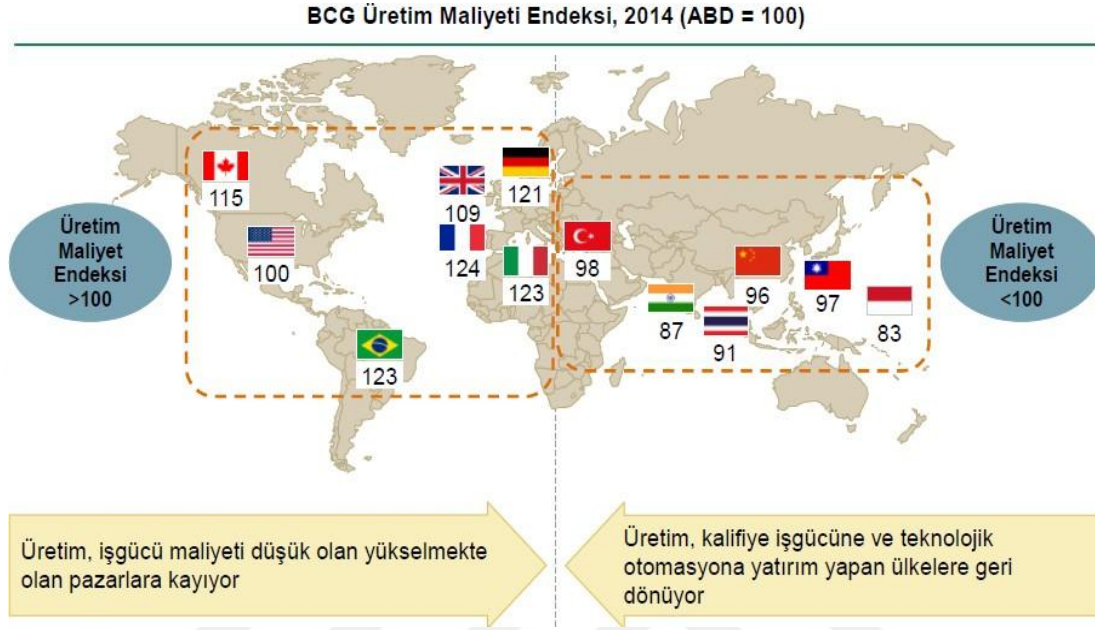 BCG Üretim Maliyeti Endeksi, 2014 (ABD = 100)
115
109
121
100
124
123
98
96
97
87
91
83
123
Üretim
Maliyet
Endeksi
>100
Üretim
Maliyet
Endeksi
<100
Üretim, işgücü maliyeti düşük olan yükselmekte
olan pazarlara kayıyor
Üretim, kalifiye işgücüne ve teknolojik
otomasyona yatırım yapan ülkelere geri
dönüyor